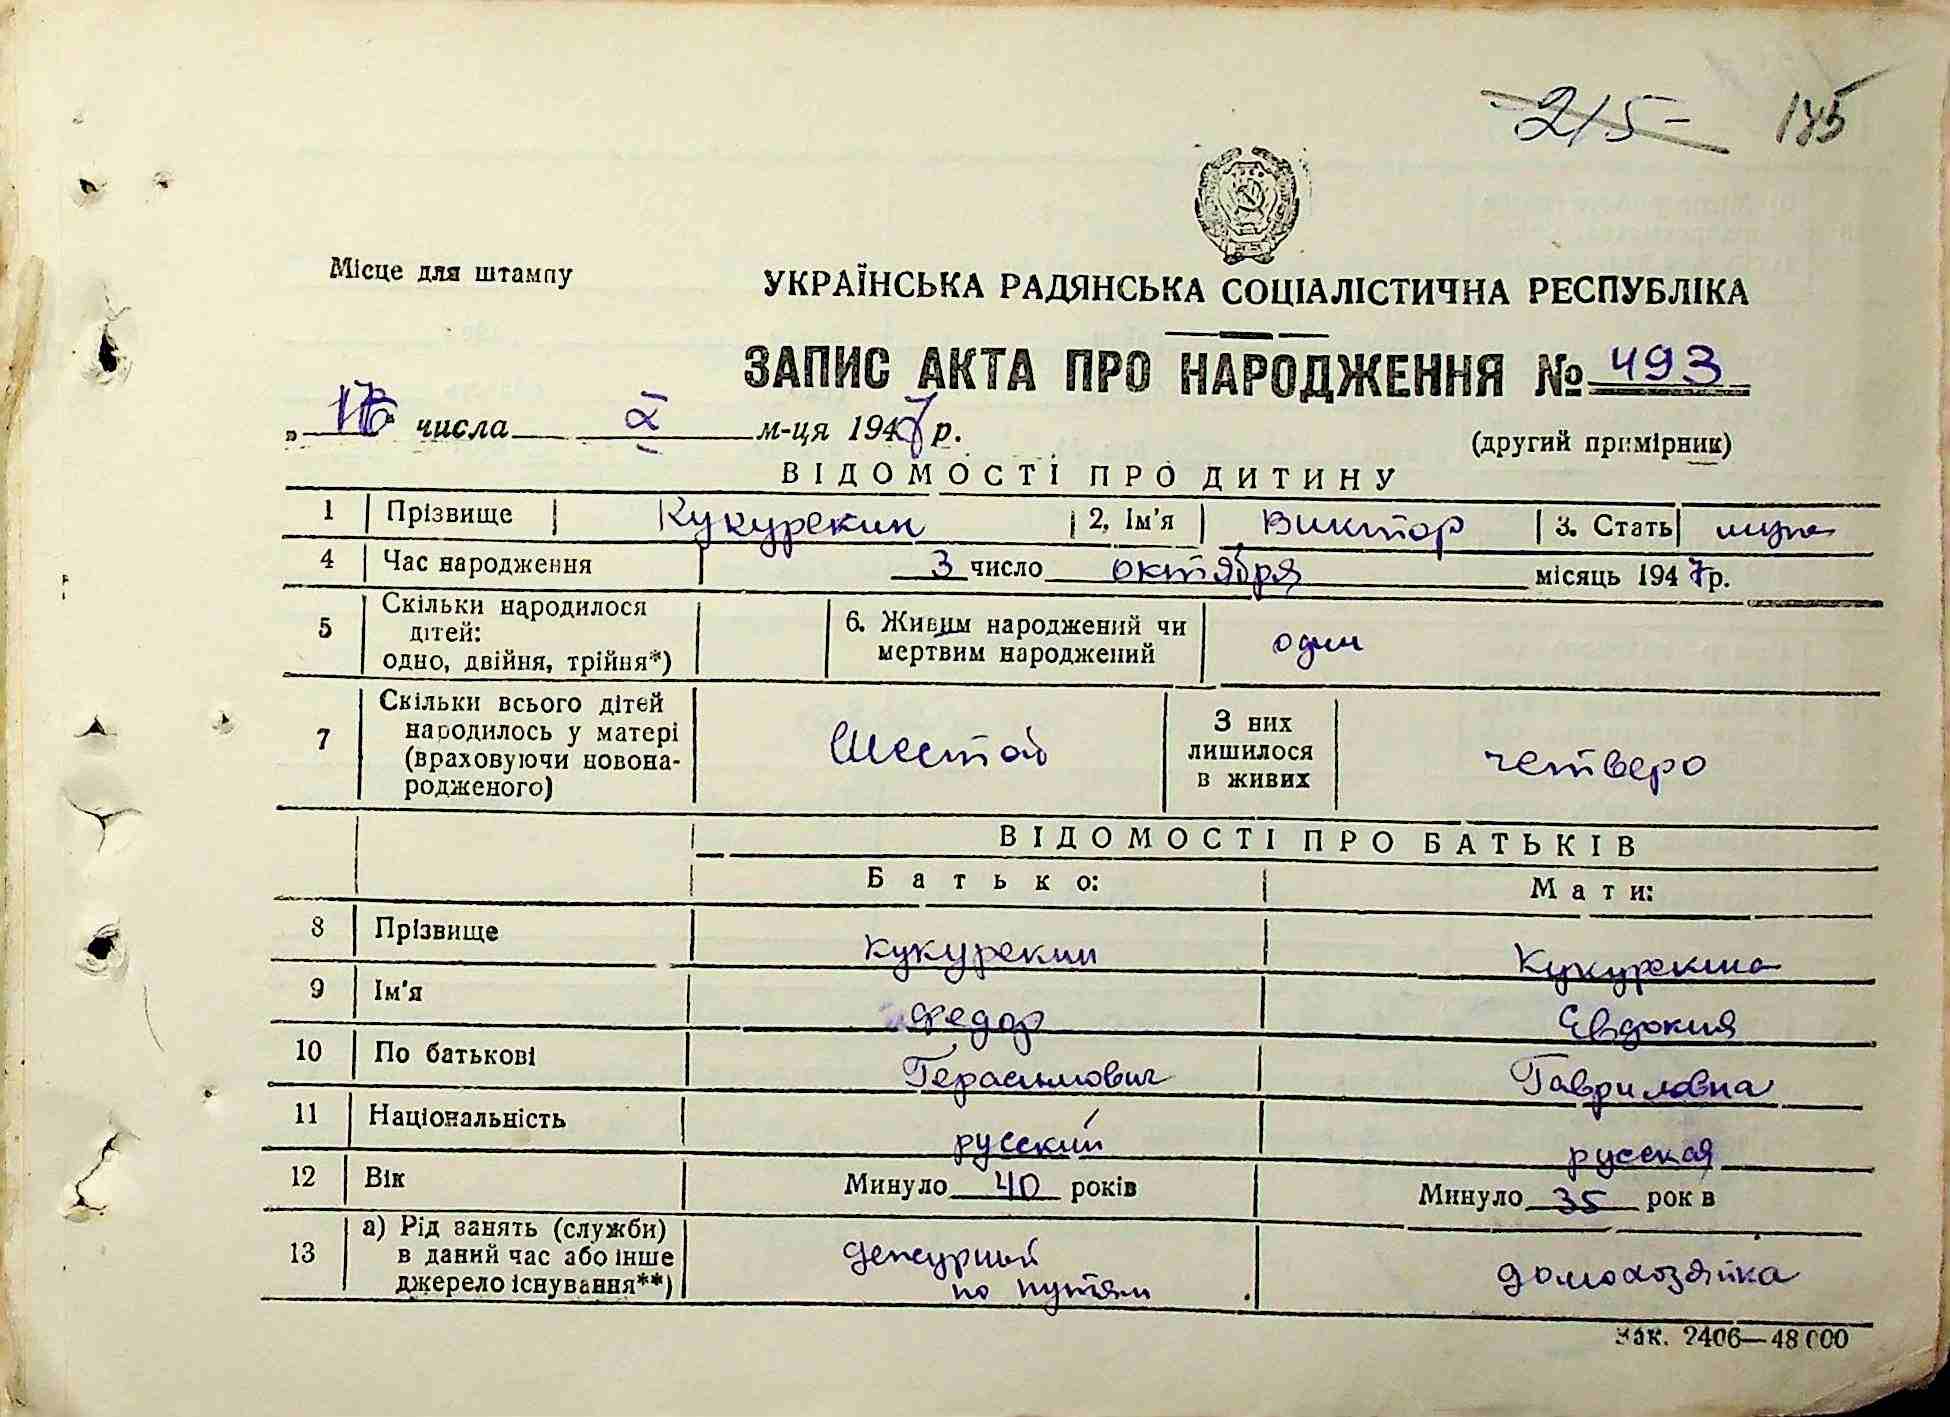 215- 185
Місце для штампу
УКРАЇНСЬКА РАДЯНСЬКА СОЦІАЛІСТИЧНА РЕСПУБЛІКА
ЗАПИС АКТА ПРО НАРОДЖЕННЯ № 493
„ числа X м-ця 1947 р.
(другий примірник)
ВІДОМОСТІ ПРО ДИТИНУ
1 Прізвище Кукурекин 2. Ім'я Виктор 3. Стать муж
4 Час народження 3 число октября місяць 1947 р.
5 Скільки народилося дітей: одно, двійня, трійня*) 6. Живим народжений чи мертвим народжений один
7 Скільки всього дітей народилось у матері (враховуючи новонародженого) Шестой З них лишилося в живих четверо
ВІДОМОСТІ ПРО БАТЬКІВ
Батько: Мати:
8 Прізвище Кукурекин Кукурекина
9 Ім'я Федор Евдокия
10 По батькові Герасимович Гавриловна
11 Національність русский русская
12 Вік Минуло 40 років Минуло 35 рок в
13 а) Рід занять (служби) в даний час або інше джерело існування**) дежурный по путям домохозяйка
Зак. 2406—48 000